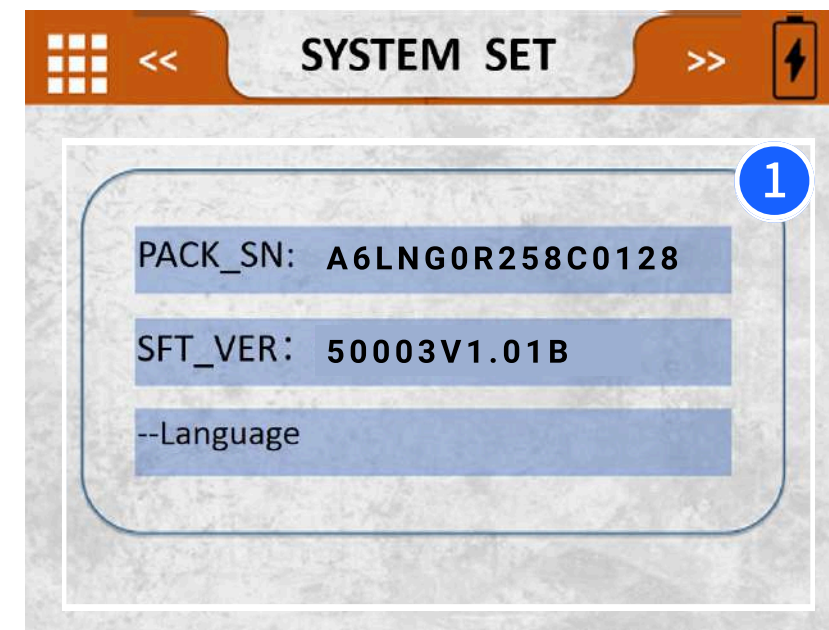 << SYSTEM SET >>
1
PACK_SN: A6LNG0R258C0128
SFT_VER: 50003V1.01B
--Language